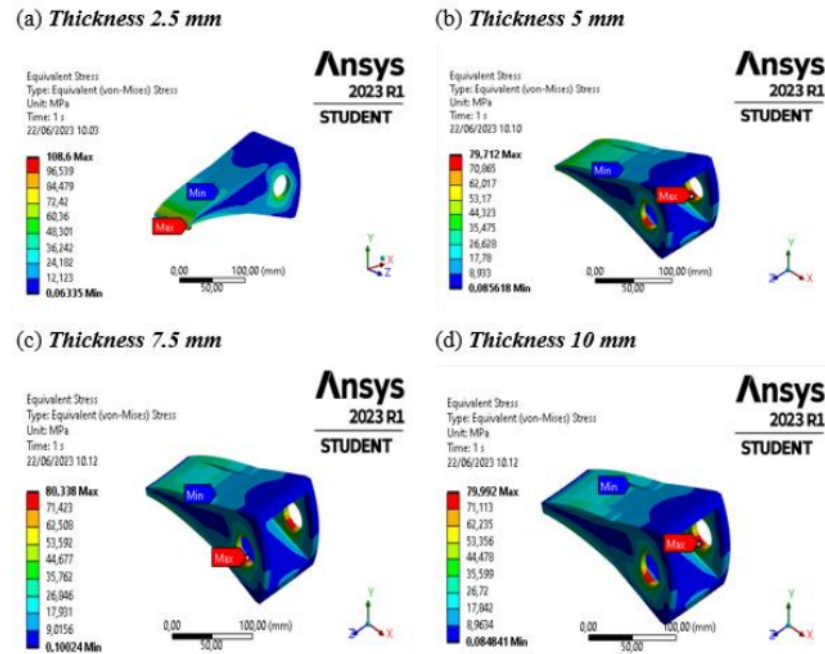 (a) Thickness 2.5 mm
Ansys
2023 R1
STUDENT
Equivalent Stress
Type: Equivalent (von-Mises) Stress
Unit: MPa
Time: 1 s
22/06/2023 10.03
108,6 Max
96,539
84,479
72,42
60,36
48,301
36,242
24,182
12,123
0,06335 Min
Min
Max
Y
X
Z
0,00 100,00 (mm)
50,00
(b) Thickness 5 mm
Ansys
2023 R1
STUDENT
Equivalent Stress
Type: Equivalent (von-Mises) Stress
Unit: MPa
Time: 1 s
22/06/2023 10.10
79,712 Max
70,865
62,017
53,17
44,323
35,475
26,628
17,78
8,933
0,085618 Min
Min
Max
Y
Z X
0,00 100,00 (mm)
50,00
(c) Thickness 7.5 mm
Ansys
2023 R1
STUDENT
Equivalent Stress
Type: Equivalent (von-Mises) Stress
Unit: MPa
Time: 1 s
22/06/2023 10.12
80,338 Max
71,423
62,508
53,592
44,677
35,762
26,846
17,931
9,0156
0,10024 Min
Min
Max
Y
Z X
0,00 100,00 (mm)
50,00
(d) Thickness 10 mm
Ansys
2023 R1
STUDENT
Equivalent Stress
Type: Equivalent (von-Mises) Stress
Unit: MPa
Time: 1 s
22/06/2023 10.12
79,992 Max
71,113
62,235
53,356
44,478
35,599
26,72
17,842
8,9634
0,084841 Min
Min
Max
Y
Z X
0,00 100,00 (mm)
50,00